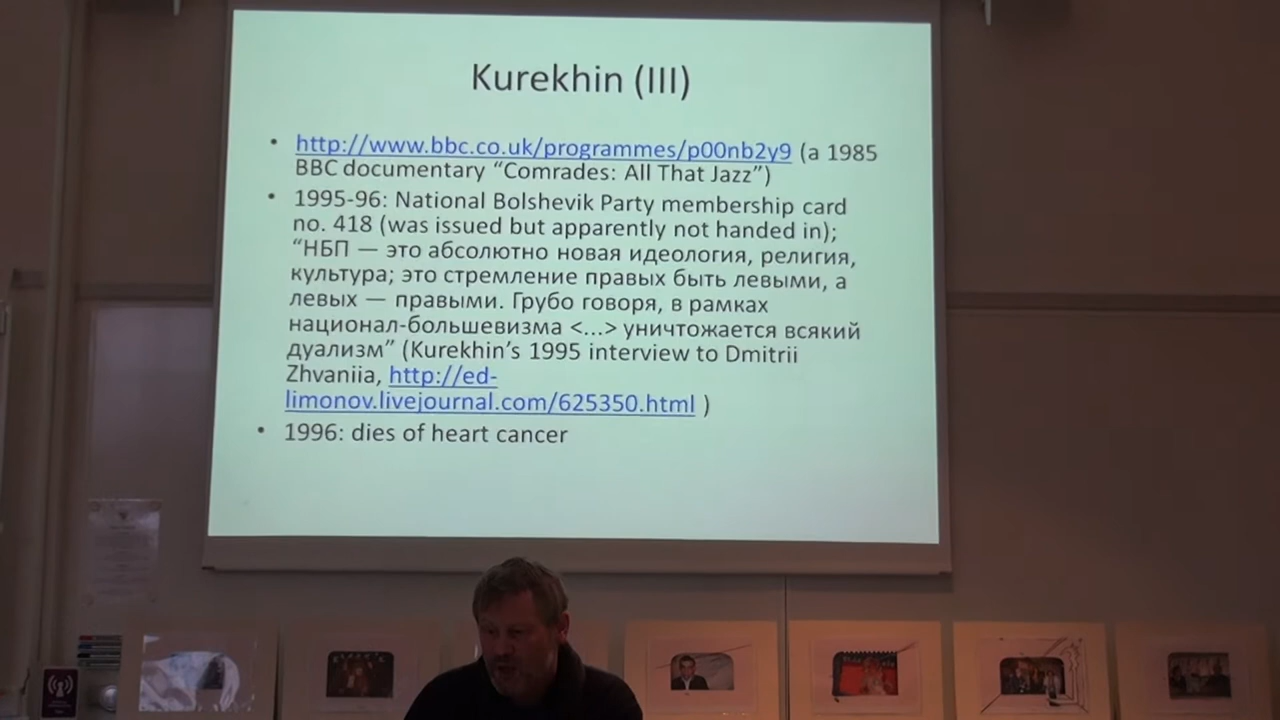 Kurekhin (III)
• http://www.bbc.co.uk/programmes/p00nb2y9 (a 1985
BBC documentary “Comrades: All That Jazz”)
• 1995-96: National Bolshevik Party membership card
no. 418 (was issued but apparently not handed in);
“НБП — это абсолютно новая идеология, религия,
культура; это стремление правых быть левыми, а
левых — правыми. Грубо говоря, в рамках
национал-большевизма <...> уничтожается всякий
дуализм” (Kurekhin’s 1995 interview to Dmitrii
Zhvaniia, http://ed-
limonov.livejournal.com/625350.html )
• 1996: dies of heart cancer